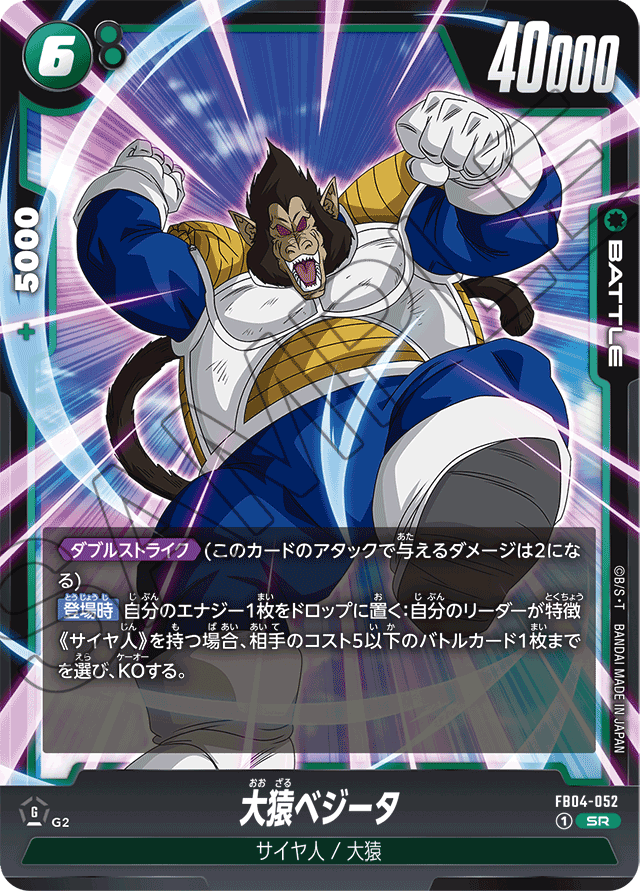 6
40000
+ 5000
BATTLE
SAMPLE
ダブルストライク (このカードのアタックで与えるダメージは2にな
る)
登場時 自分のエナジー1枚をドロップに置く:自分のリーダーが特徴
《サイヤ人》を持つ場合、相手のコスト5以下のバトルカード1枚まで
を選び、KOする。
©B/S・T BANDAI MADE IN JAPAN
おお ざる
大猿ベジータ
FB04-052
G G2
1 SR
サイヤ人 / 大猿